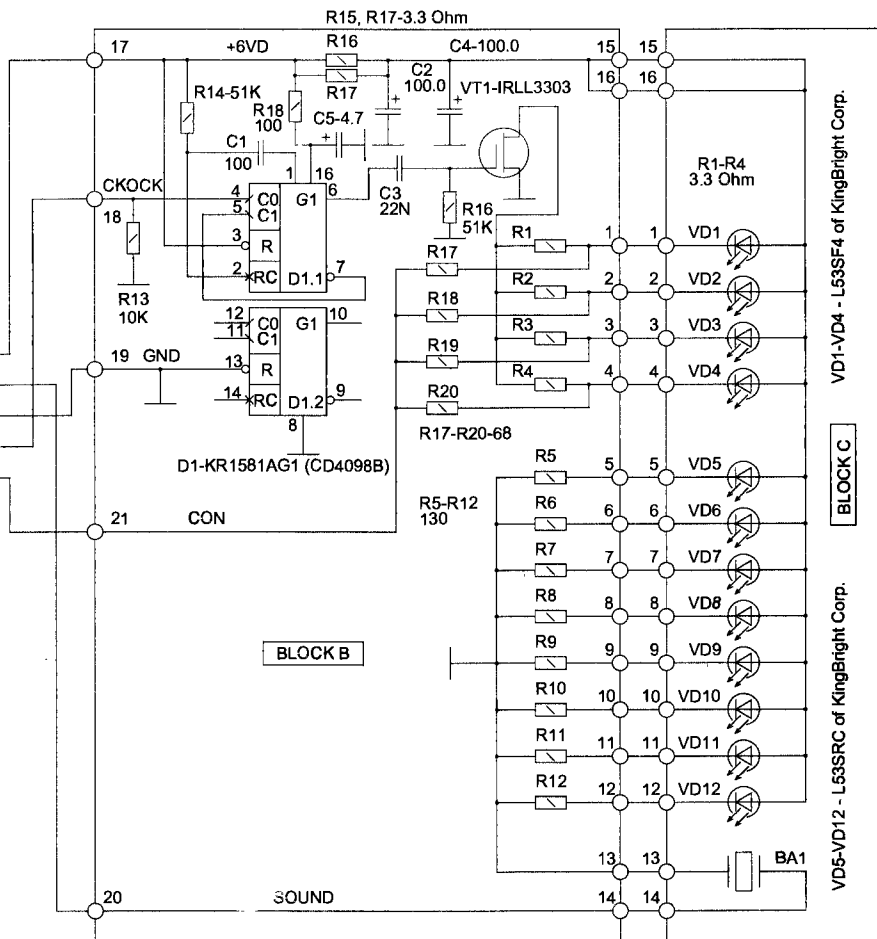 R15, R17-3.3 Ohm
17
+6VD
R16
C4-100.0
15
15
R17
C2
100.0
16
16
R14-51K
R18
100
C5-4.7
VT1-IRLL3303
+
+
+
C1
100
1
16
CKOCK
18
4
C0
G1
6
5
C1
C3
22N
R16
51K
R1-R4
3.3 Ohm
3
R
2
RC
D1.1
7
R13
10K
R17
R1
1
1
VD1
R18
R2
2
2
VD2
R19
R3
3
3
VD3
R20
R4
4
4
VD4
12
C0
G1
10
11
C1
19
GND
13
R
14
RC
D1.2
9
8
R17-R20-68
D1-KR1581AG1 (CD4098B)
21
CON
R5-R12
130
R5
5
5
VD5
R6
6
6
VD6
R7
7
7
VD7
R8
8
8
VD8
R9
9
9
VD9
R10
10
10
VD10
R11
11
11
VD11
R12
12
12
VD12
BLOCK B
13
13
BA1
20
SOUND
14
14
VD1-VD4 - L53SF4 of KingBright Corp.
BLOCK C
VD5-VD12 - L53SRC of KingBright Corp.